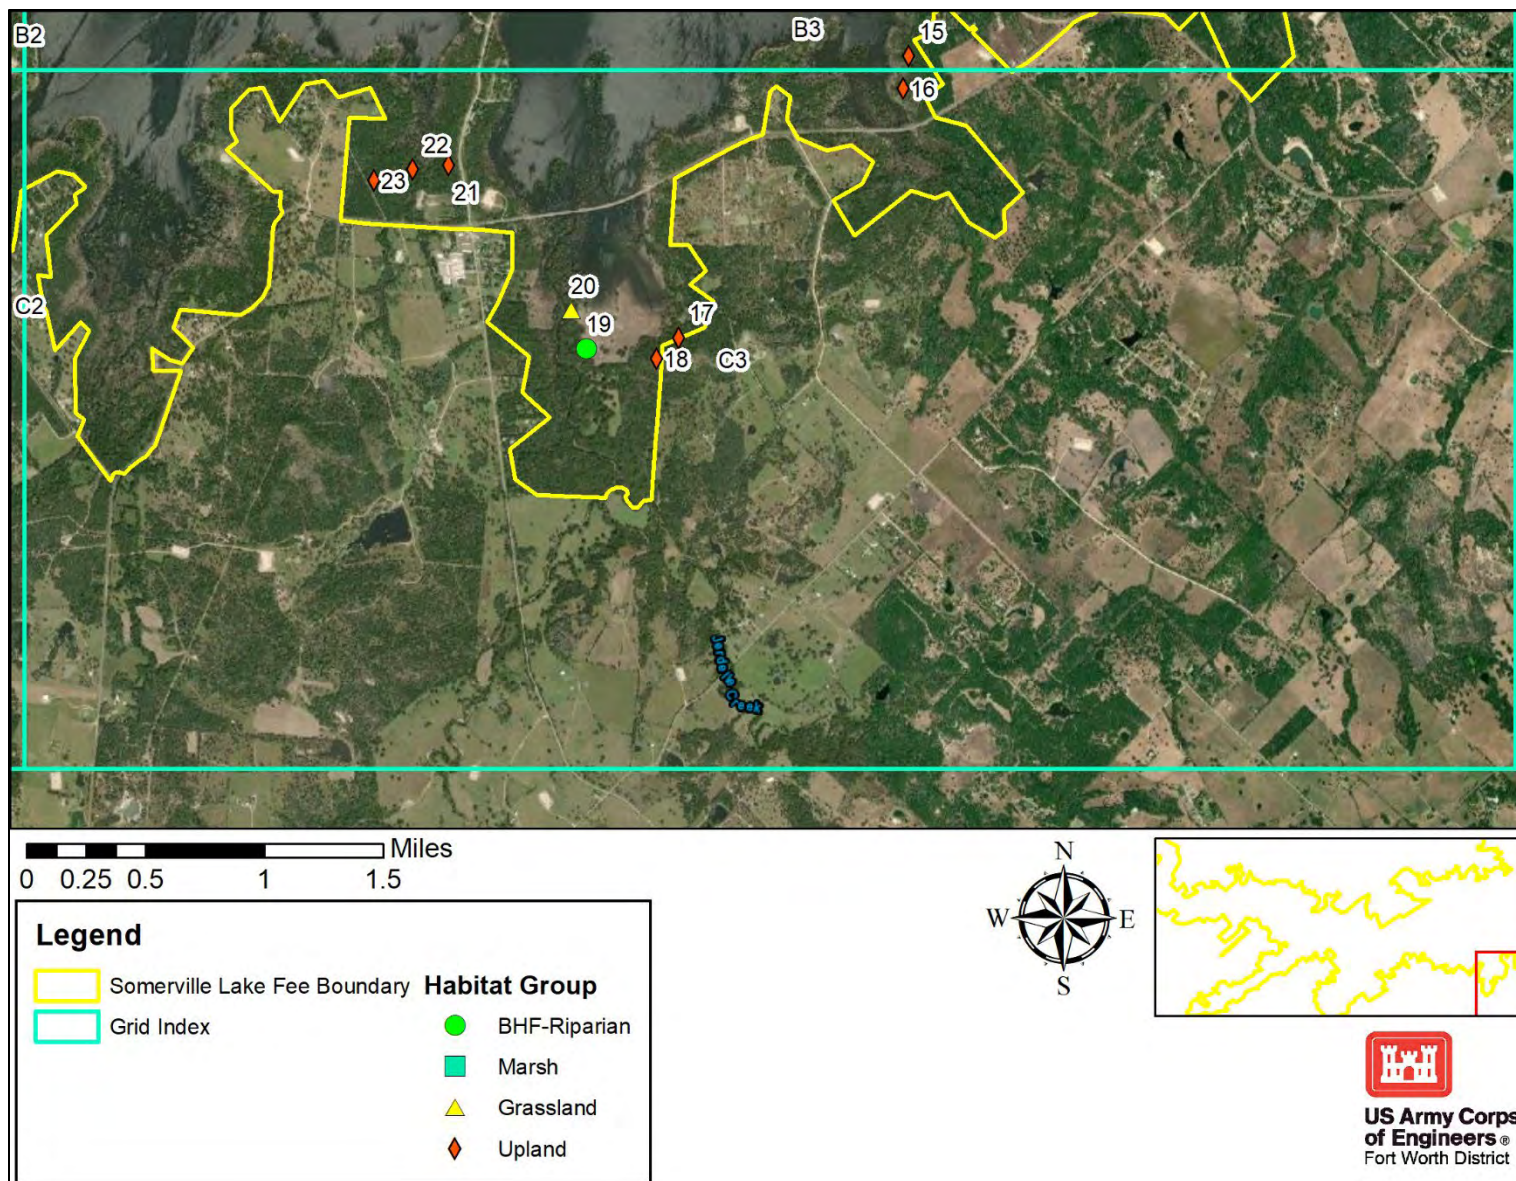 B2
B3
15
16
22
23
21
C2
20
19
17
18
C3
Jordan's Creek
Miles
0 0.25 0.5 1 1.5
Legend
Somerville Lake Fee Boundary
Grid Index
Habitat Group
BHF-Riparian
Marsh
Grassland
Upland
N
W E
S
US Army Corps
of Engineers ®
Fort Worth District